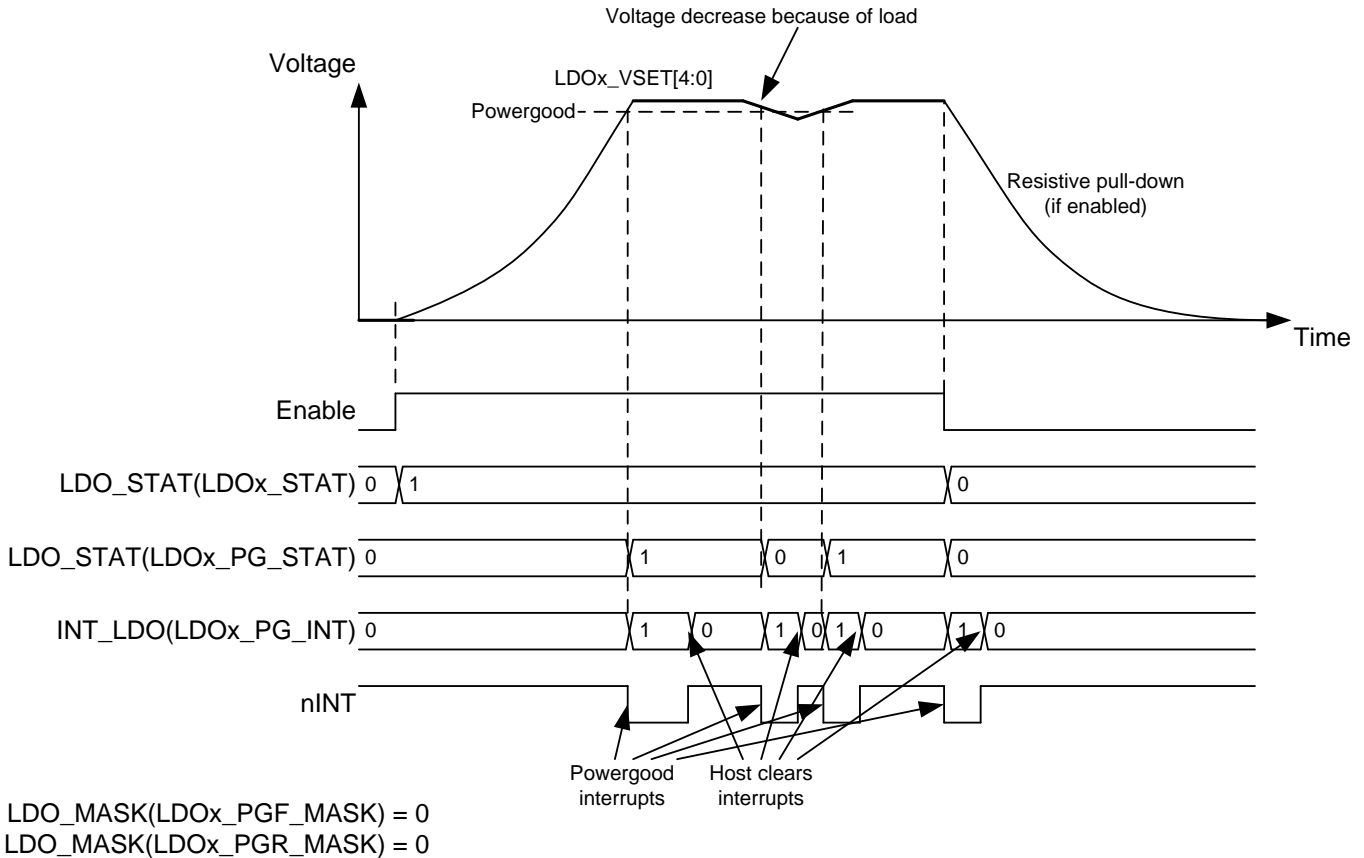 Voltage decrease because of load
Voltage
LDOx_VSET[4:0]
Powergood
Resistive pull-down
(if enabled)
Time
Enable
LDO_STAT(LDOx_STAT) 0 1 0
LDO_STAT(LDOx_PG_STAT) 0 1 0 1 0
INT_LDO(LDOx_PG_INT) 0 1 0 1 0 1 0 1 0
nINT
Powergood
interrupts
Host clears
interrupts
LDO_MASK(LDOx_PGF_MASK) = 0
LDO_MASK(LDOx_PGR_MASK) = 0